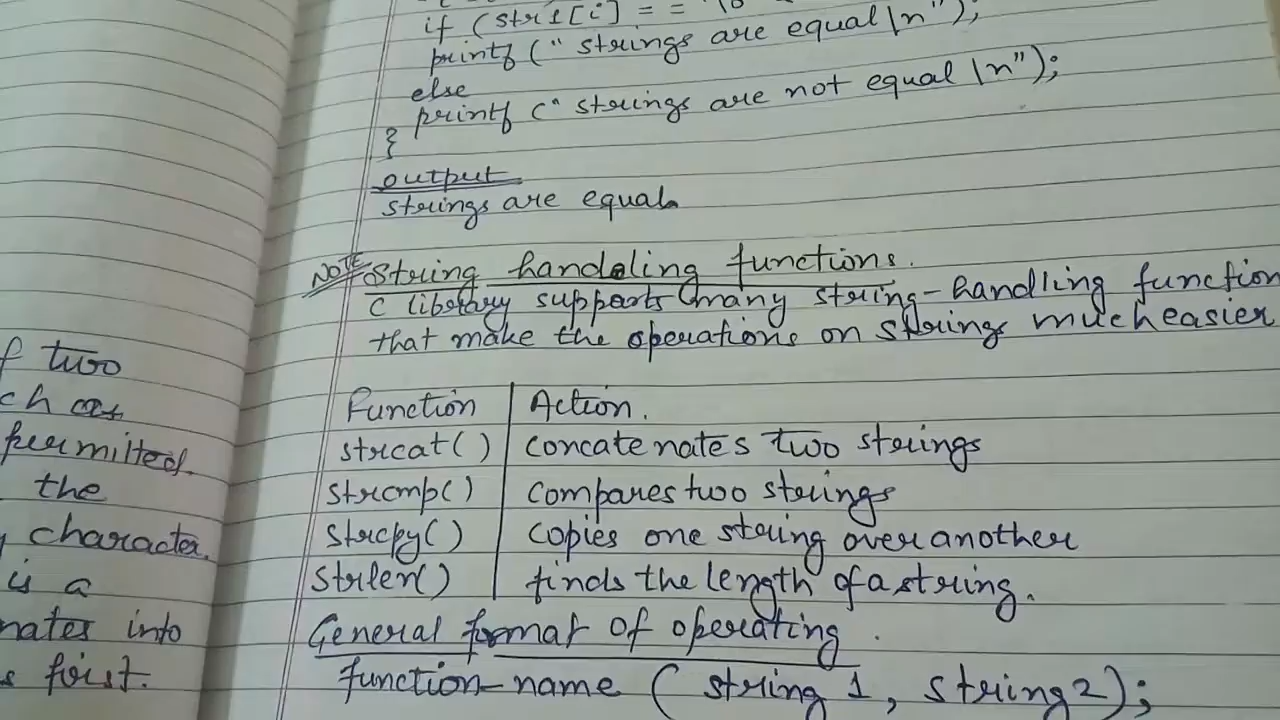 f two
ch
permitted.
the
character.
is a
nates into
s first.
if (str1[i] = =
printf (" strings are equal \n");
else
printf (" strings are not equal \n");
}
output
strings are equal
NOTE String handling functions.
C library supports many string-handling function
that make the operations on strings much easier
Function | Action.
strcat() | concatenates two strings
strcmp() | compares two strings
strcpy() | copies one string over another
strlen() | finds the length of a string.
General format of operating.
function-name (string 1, string2);